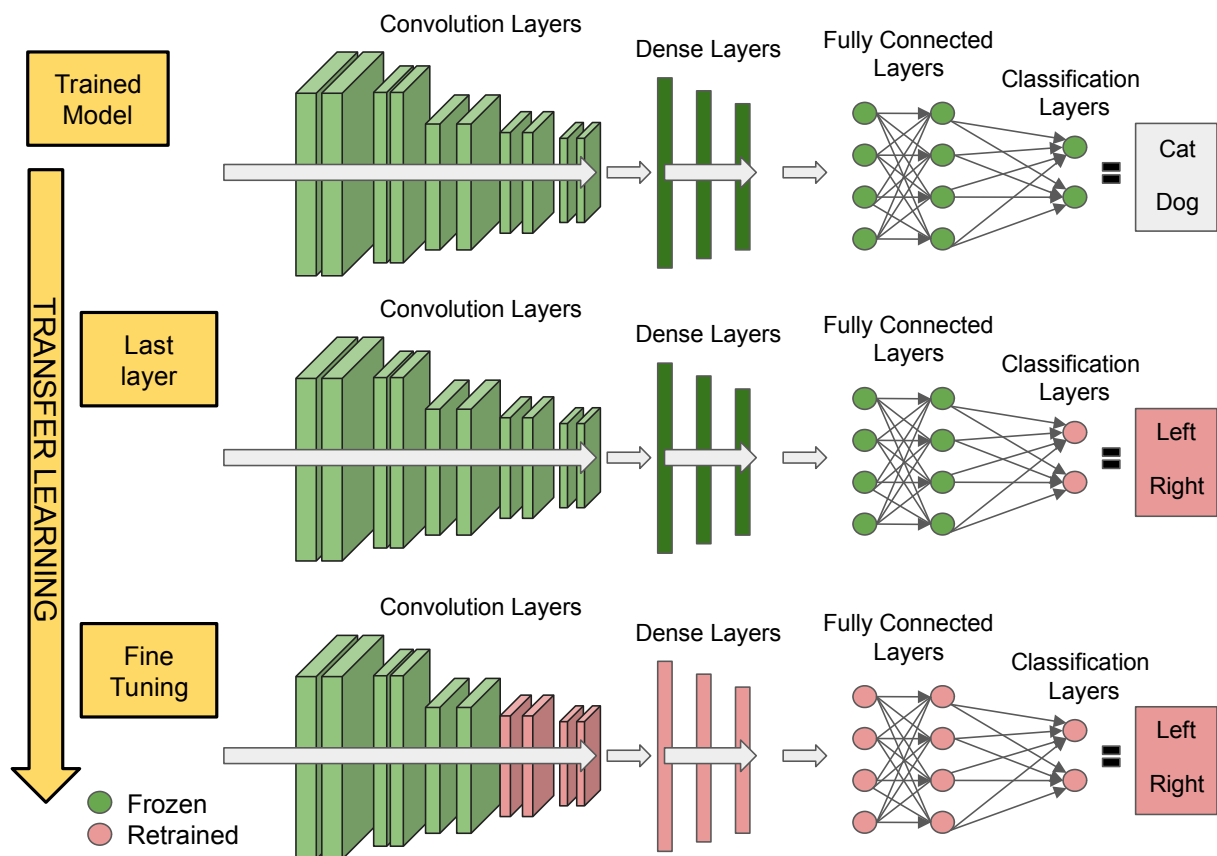 Convolution Layers
Dense Layers
Fully Connected
Layers
Classification
Layers
Trained
Model
Cat
Dog
TRANSFER LEARNING
Convolution Layers
Dense Layers
Fully Connected
Layers
Classification
Layers
Last
layer
Left
Right
Convolution Layers
Dense Layers
Fully Connected
Layers
Classification
Layers
Fine
Tuning
Left
Right
Frozen
Retrained